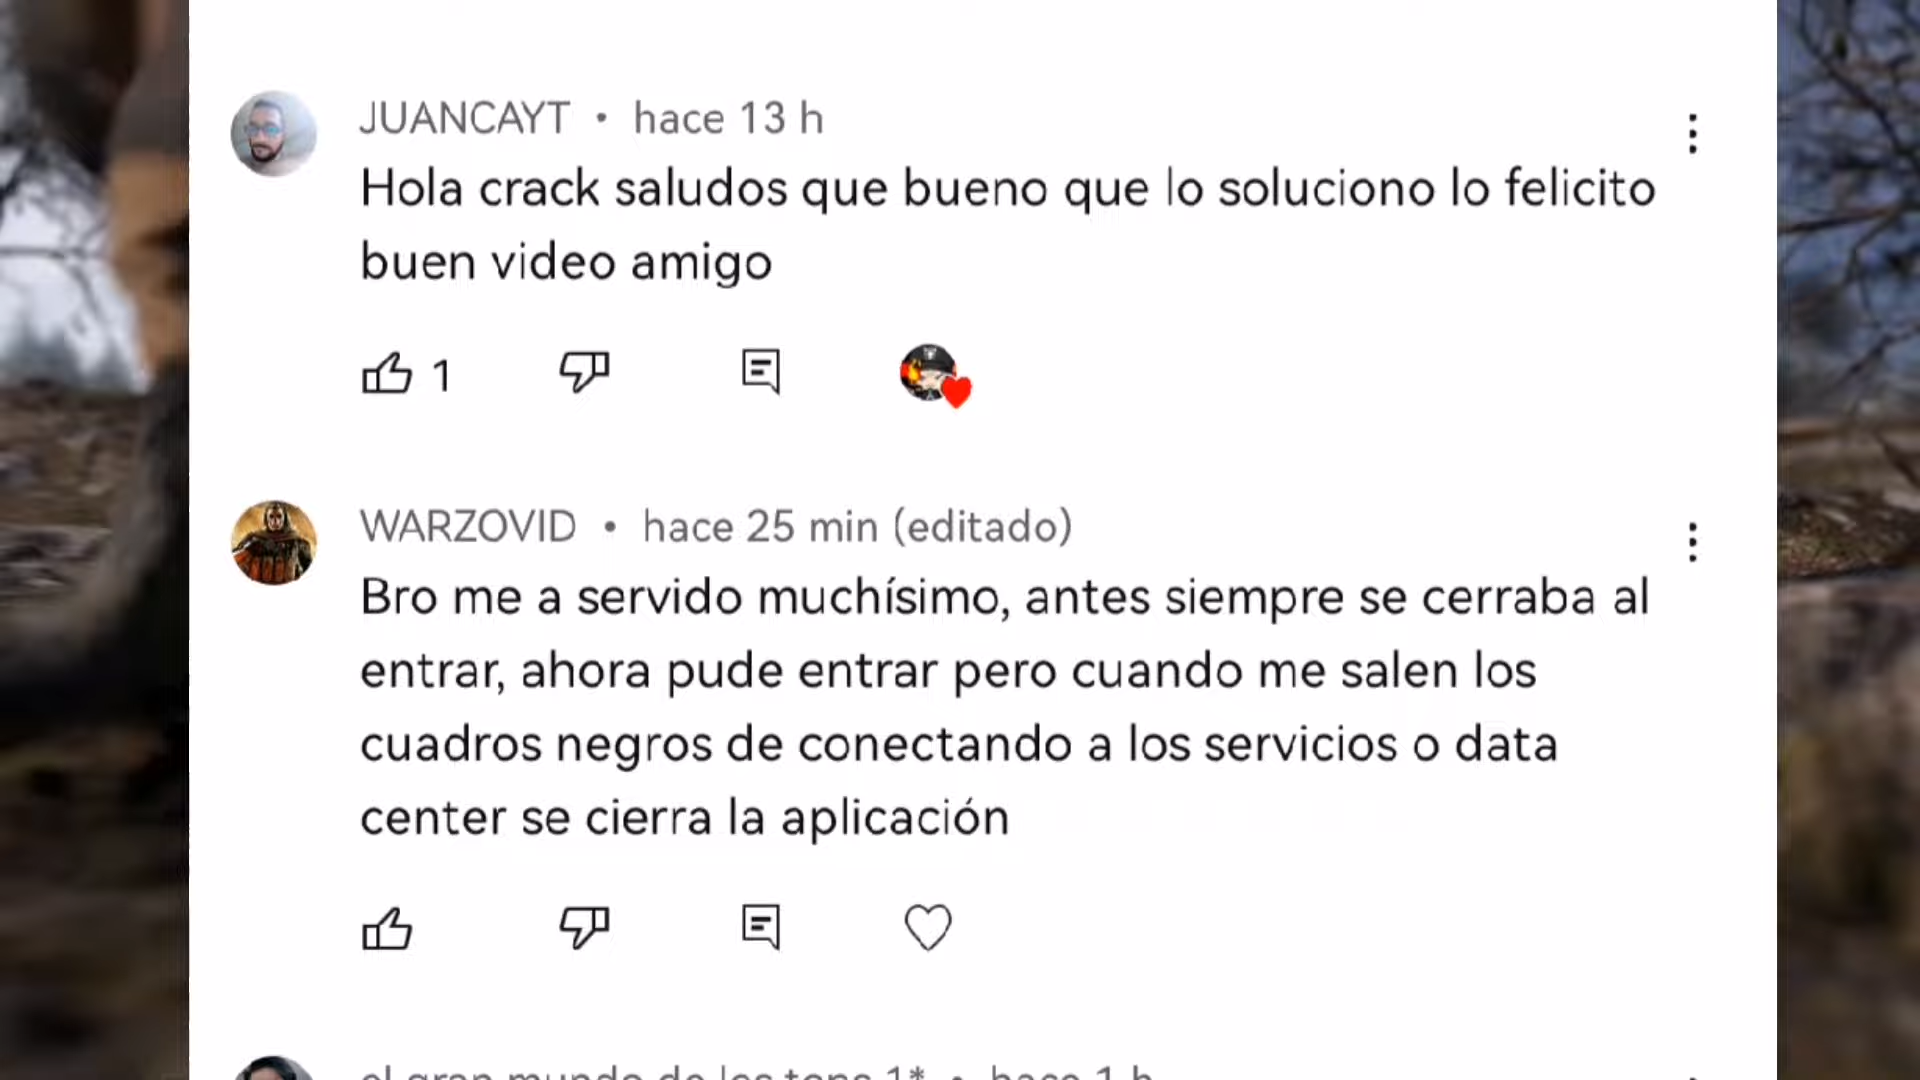 JUANCAYT • hace 13 h
Hola crack saludos que bueno que lo soluciono lo felicito
buen video amigo
1
WARZOVID • hace 25 min (editado)
Bro me a servido muchísimo, antes siempre se cerraba al
entrar, ahora pude entrar pero cuando me salen los
cuadros negros de conectando a los servicios o data
center se cierra la aplicación
el gran mundo de los tops 1* • hace 1 h